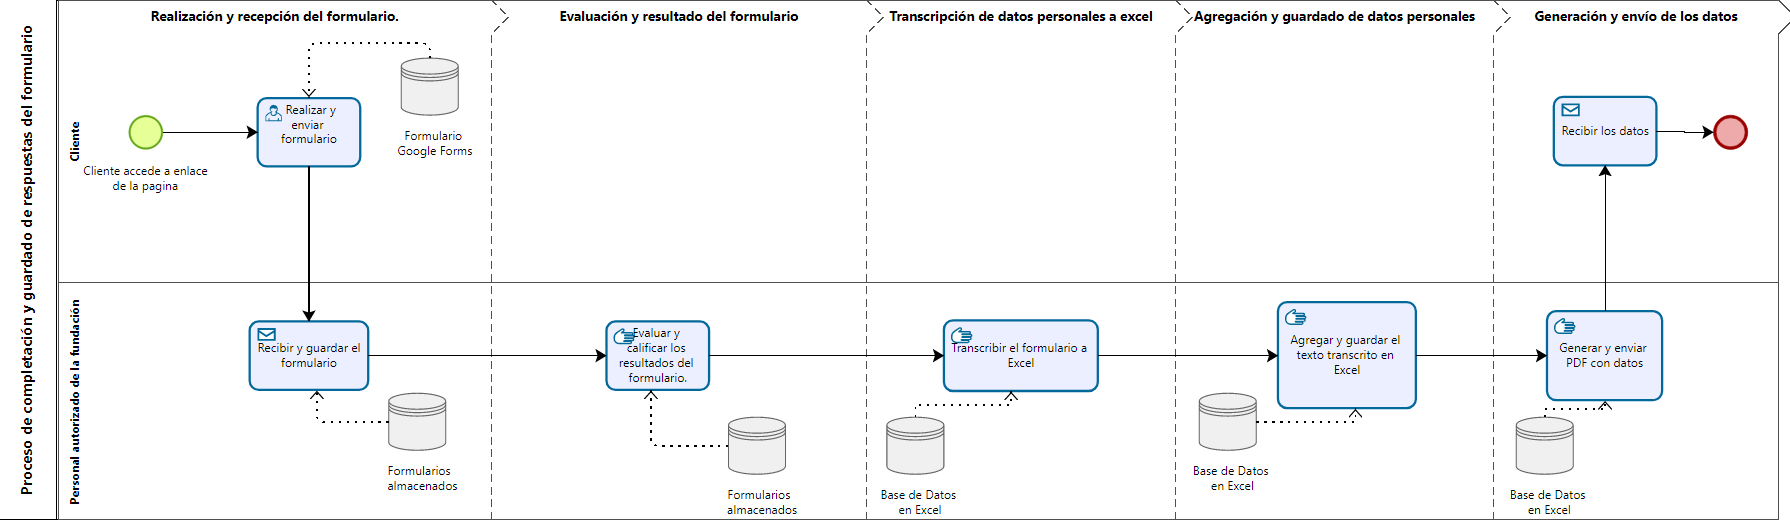 Proceso de completación y guardado de respuestas del formulario
Realización y recepción del formulario.
Evaluación y resultado del formulario
Transcripción de datos personales a excel
Agregación y guardado de datos personales
Generación y envío de los datos
Cliente
Cliente accede a enlace
de la pagina
Realizar y
enviar
formulario
Formulario
Google Forms
Recibir los datos
Personal autorizado de la fundación
Recibir y guardar el
formulario
Formularios
almacenados
Evaluar y
calificar los
resultados del
formulario.
Formularios
almacenados
Transcribir el formulario a
Excel
Base de Datos
en Excel
Agregar y guardar el
texto transcrito en
Excel
Base de Datos
en Excel
Generar y enviar
PDF con datos
Base de Datos
en Excel